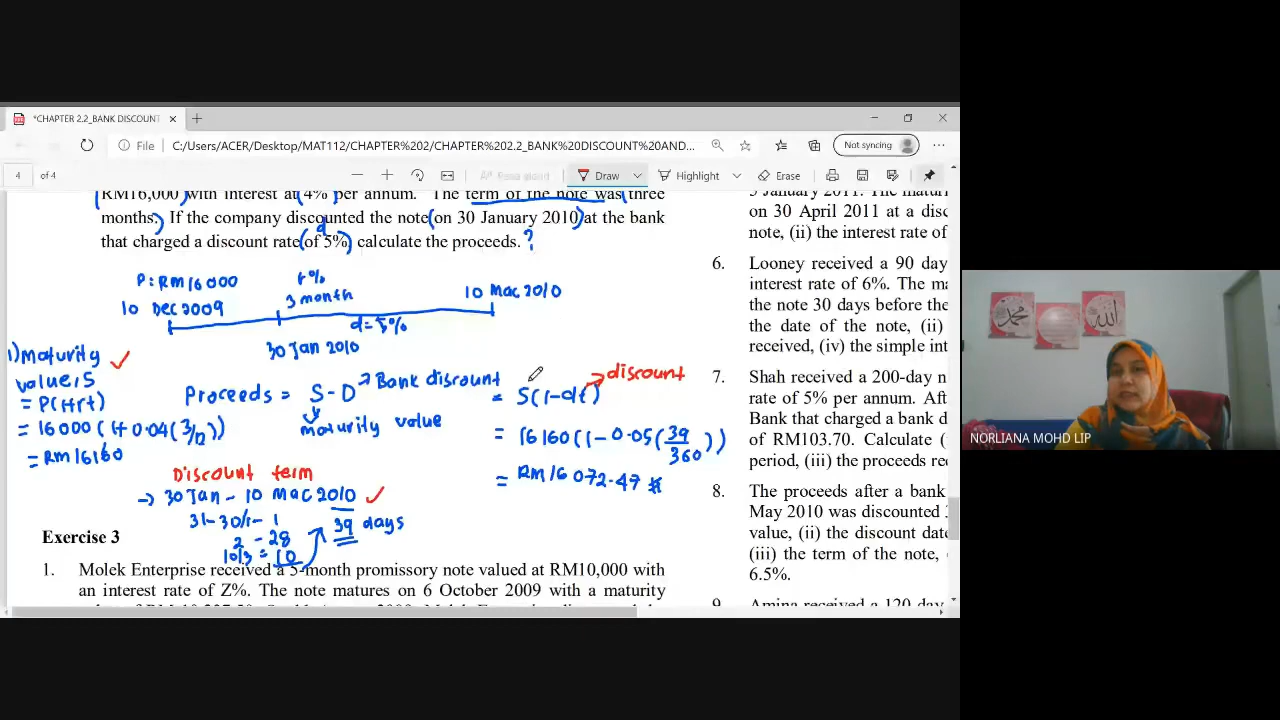 *CHAPTER 2.2_BANK DISCOUNT
File
C:/Users/ACER/Desktop/MAT112/CHAPTER%202/CHAPTER%202.2_BANK%20DISCOUNT%20AND...
Not syncing
4 of 4
Read aloud
Draw
Highlight
Erase
RM16,000 with interest at 4% per annum. The term of the note was three
months. If the company discounted the note on 30 January 2010 at the bank
d
that charged a discount rate of 5% calculate the proceeds. ?
P: RM16000
r%
10 Dec 2009
3 month
10 Mac 2010
d=5%
30 Jan 2010
1) Maturity
value, S
= P(1+rt)
= 16000(1+0.04(3/12))
= RM16160
Proceeds = S-D → Bank discount
maturity value
= S(1-dt)
discount
= 16160(1-0.05(39/360))
= RM16 072.47
Discount term
→ 30 Jan - 10 Mac 2010
31-30/1-1
39 days
2 - 28
10/3 = 10
Exercise 3
1. Molek Enterprise received a 5-month promissory note valued at RM10,000 with
an interest rate of Z%. The note matures on 6 October 2009 with a maturity
on 30 April 2011 at a disc
note, (ii) the interest rate of
6. Looney received a 90 day
interest rate of 6%. The ma
the note 30 days before the
the date of the note, (ii)
received, (iv) the simple int
7. Shah received a 200-day n
rate of 5% per annum. Af
Bank that charged a bank d
of RM103.70. Calculate (
period, (iii) the proceeds re
8. The proceeds after a bank
May 2010 was discounted 3
value, (ii) the discount date
(iii) the term of the note,
6.5%.
9. Amina received a 120 day
محمد
الله
NORLIANA MOHD LIP